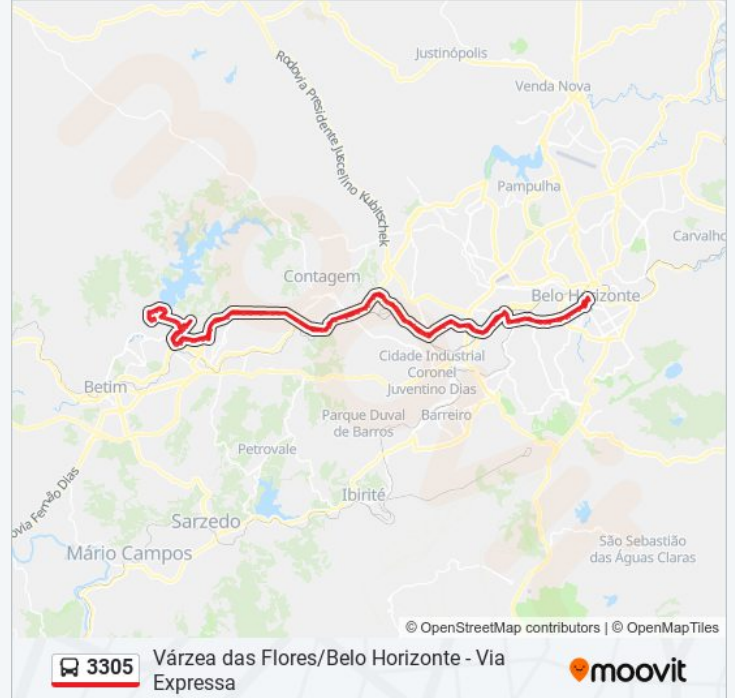 Justinópolis
Venda Nova
Rodovia Presidente Juscelino Kubitschek
Pampulha
Carvalho
Contagem
Belo Horizonte
Cidade Industrial
Coronel
Juventino Dias
Betim
Parque Duval
de Barros
Barreiro
Petrovale
ovia Fernão Dias
Ibirité
Sarzedo
São Sebastião
das Águas Claras
Mário Campos
© OpenStreetMap contributors | © OpenMapTiles
3305
Várzea das Flores/Belo Horizonte - Via
Expressa
moovit